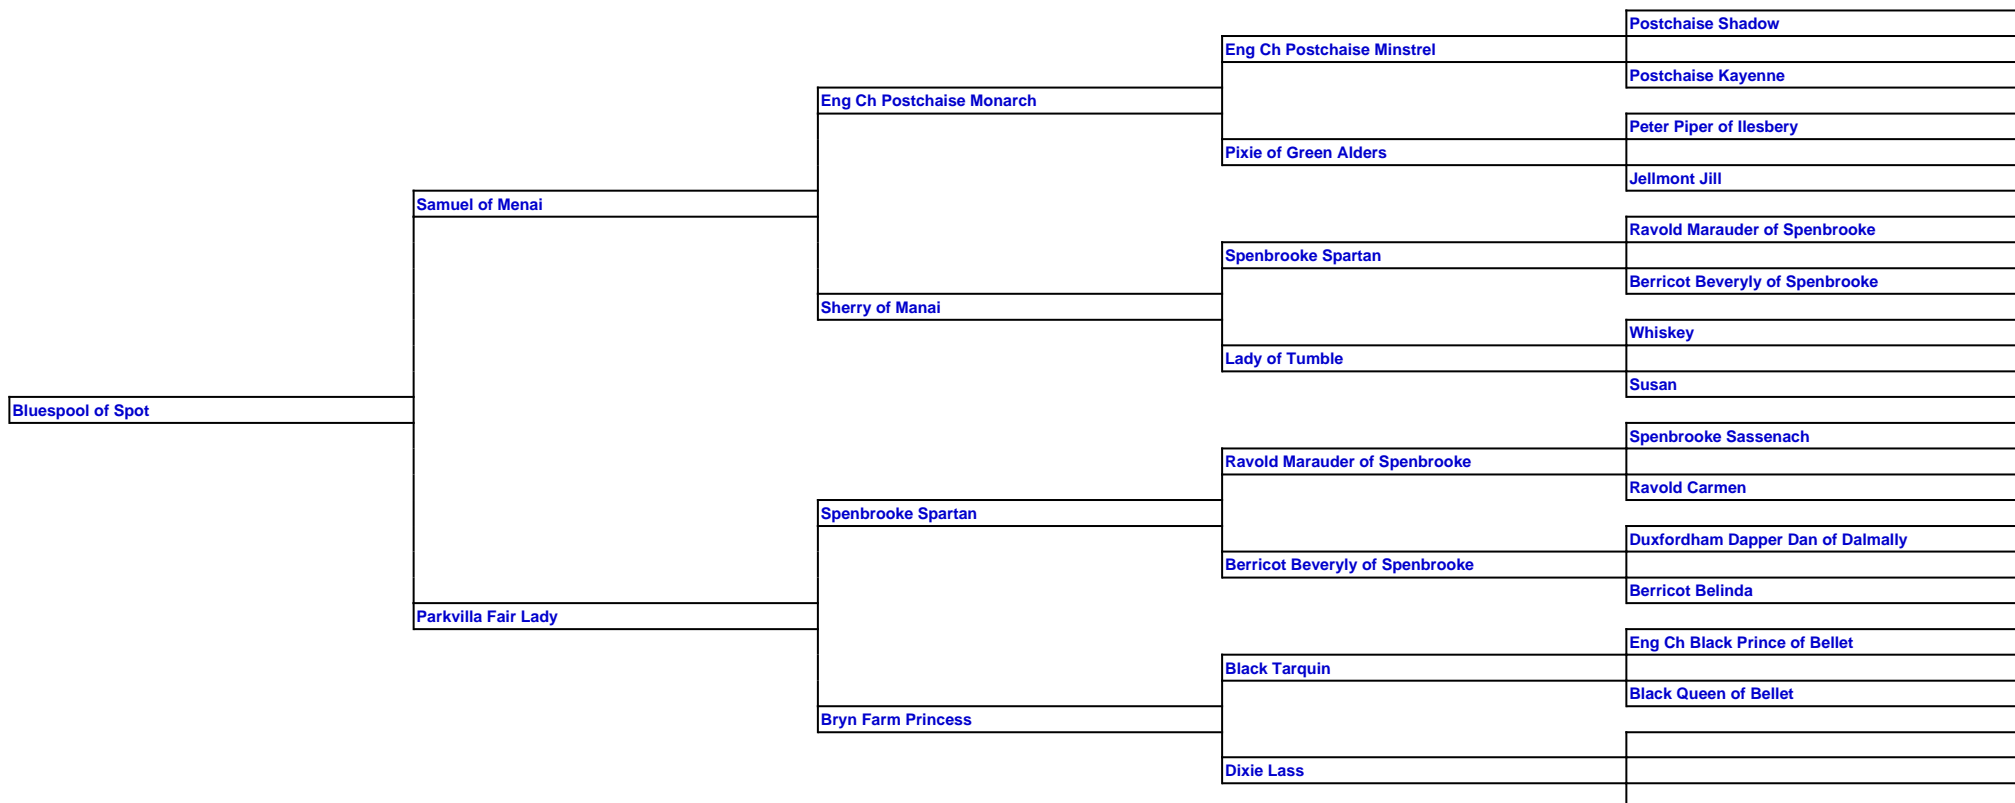 Postchaise Shadow
Eng Ch Postchaise Minstrel
Postchaise Kayenne
Eng Ch Postchaise Monarch
Peter Piper of Ilesbery
Pixie of Green Alders
Jellmont Jill
Samuel of Menai
Ravold Marauder of Spenbrooke
Spenbrooke Spartan
Berricot Beveryly of Spenbrooke
Sherry of Manai
Whiskey
Lady of Tumble
Susan
Bluespool of Spot
Spenbrooke Sassenach
Ravold Marauder of Spenbrooke
Ravold Carmen
Spenbrooke Spartan
Duxfordham Dapper Dan of Dalmally
Berricot Beveryly of Spenbrooke
Berricot Belinda
Parkvilla Fair Lady
Eng Ch Black Prince of Bellet
Black Tarquin
Black Queen of Bellet
Bryn Farm Princess
Dixie Lass